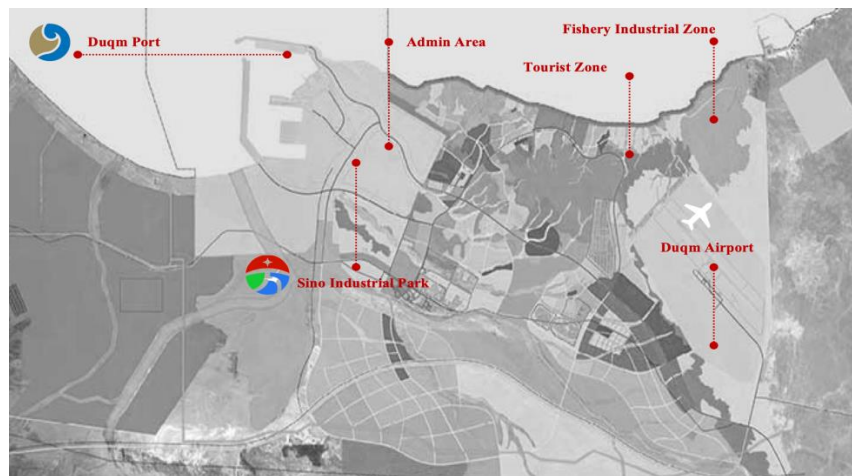 Duqm Port
Admin Area
Fishery Industrial Zone
Tourist Zone
Duqm Airport
Sino Industrial Park